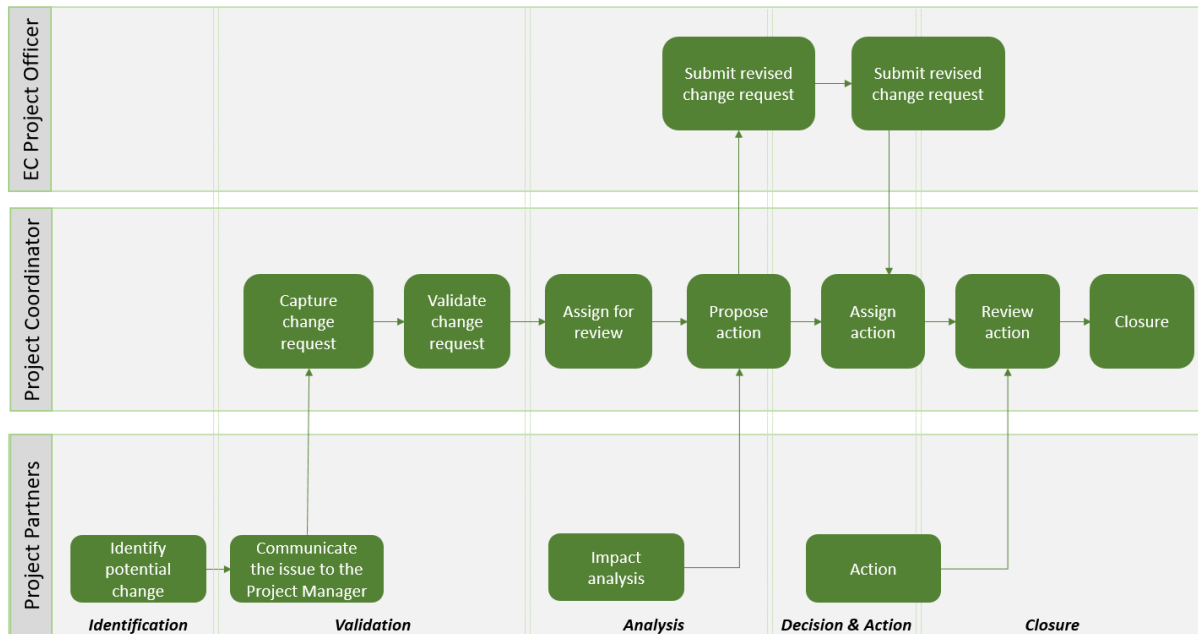 EC Project Officer
Submit revised
change request
Submit revised
change request
Project Coordinator
Capture
change
request
Validate
change
request
Assign for
review
Propose
action
Assign
action
Review
action
Closure
Project Partners
Identify
potential
change
Communicate
the issue to the
Project Manager
Impact
analysis
Action
Identification
Validation
Analysis
Decision & Action
Closure